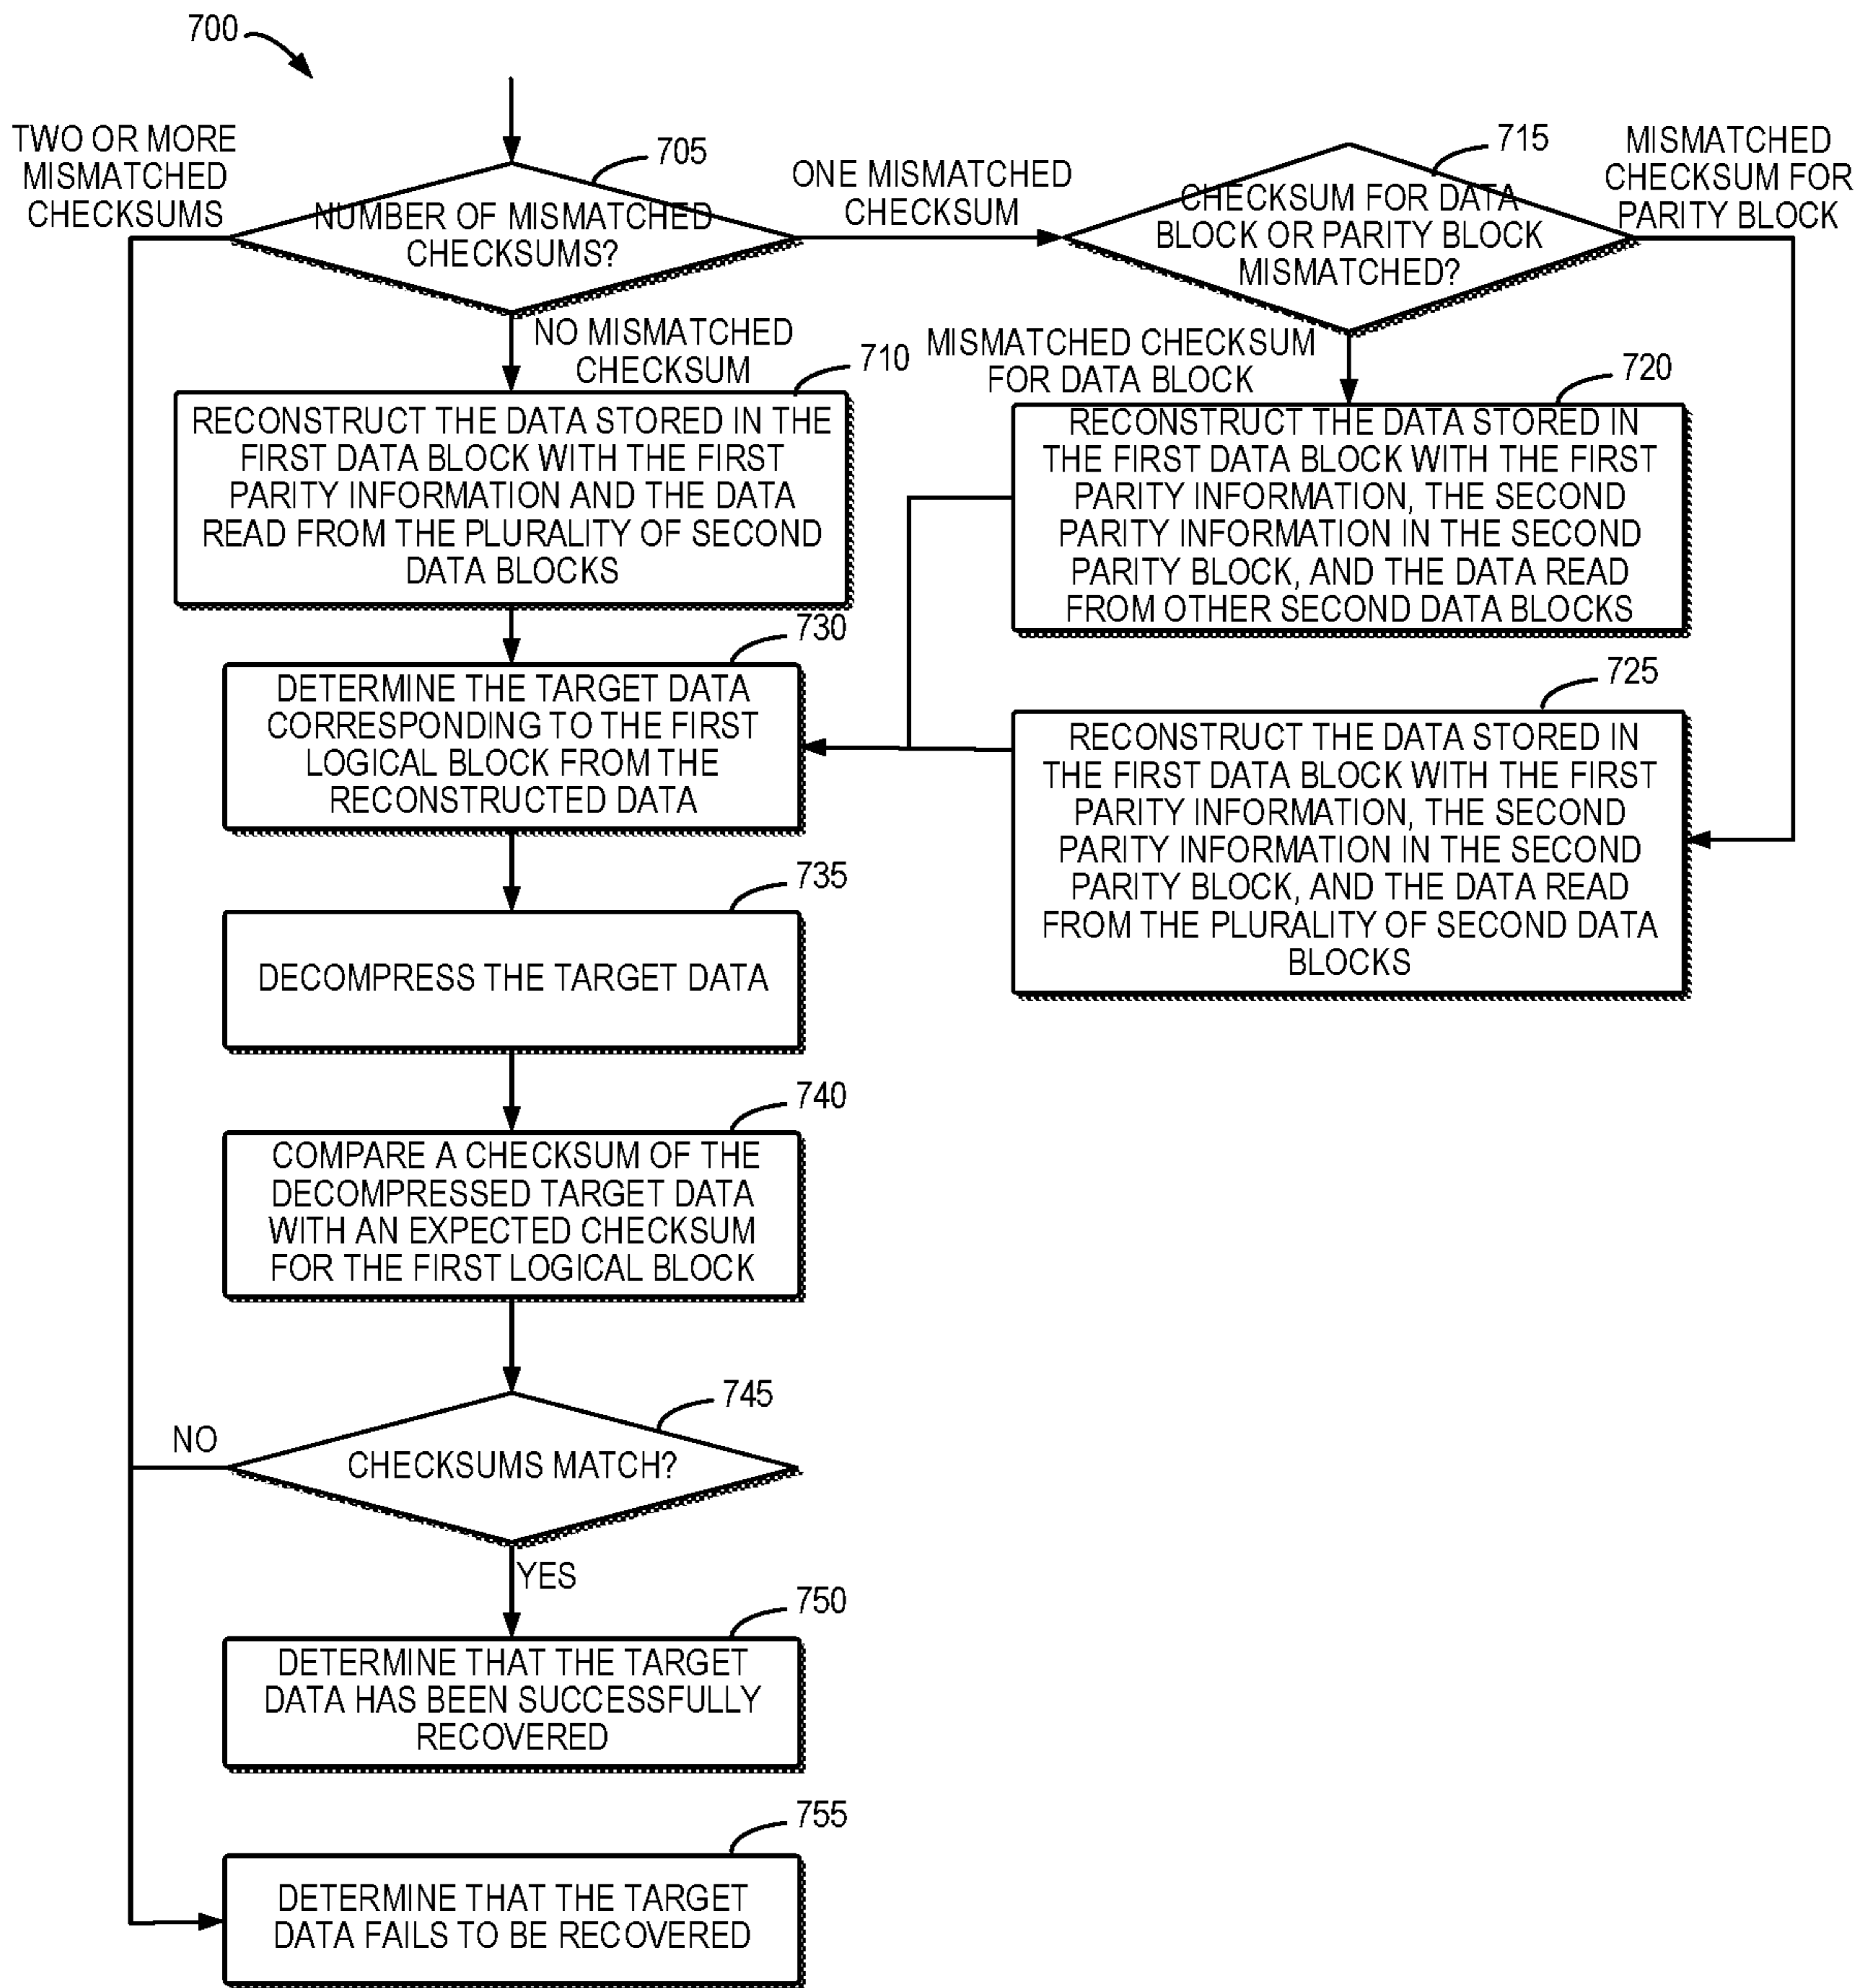 700
TWO OR MORE
MISMATCHED
CHECKSUMS
705
NUMBER OF MISMATCHED
CHECKSUMS?
ONE MISMATCHED
CHECKSUM
715
CHECKSUM FOR DATA
BLOCK OR PARITY BLOCK
MISMATCHED?
MISMATCHED
CHECKSUM FOR
PARITY BLOCK
NO MISMATCHED
CHECKSUM
710
RECONSTRUCT THE DATA STORED IN THE
FIRST DATA BLOCK WITH THE FIRST
PARITY INFORMATION AND THE DATA
READ FROM THE PLURALITY OF SECOND
DATA BLOCKS
MISMATCHED CHECKSUM
FOR DATA BLOCK
720
RECONSTRUCT THE DATA STORED IN
THE FIRST DATA BLOCK WITH THE FIRST
PARITY INFORMATION, THE SECOND
PARITY INFORMATION IN THE SECOND
PARITY BLOCK, AND THE DATA READ
FROM OTHER SECOND DATA BLOCKS
725
RECONSTRUCT THE DATA STORED IN
THE FIRST DATA BLOCK WITH THE FIRST
PARITY INFORMATION, THE SECOND
PARITY INFORMATION IN THE SECOND
PARITY BLOCK, AND THE DATA READ
FROM THE PLURALITY OF SECOND DATA
BLOCKS
730
DETERMINE THE TARGET DATA
CORRESPONDING TO THE FIRST
LOGICAL BLOCK FROM THE
RECONSTRUCTED DATA
735
DECOMPRESS THE TARGET DATA
740
COMPARE A CHECKSUM OF THE
DECOMPRESSED TARGET DATA
WITH AN EXPECTED CHECKSUM
FOR THE FIRST LOGICAL BLOCK
745
NO
CHECKSUMS MATCH?
YES
750
DETERMINE THAT THE TARGET
DATA HAS BEEN SUCCESSFULLY
RECOVERED
755
DETERMINE THAT THE TARGET
DATA FAILS TO BE RECOVERED